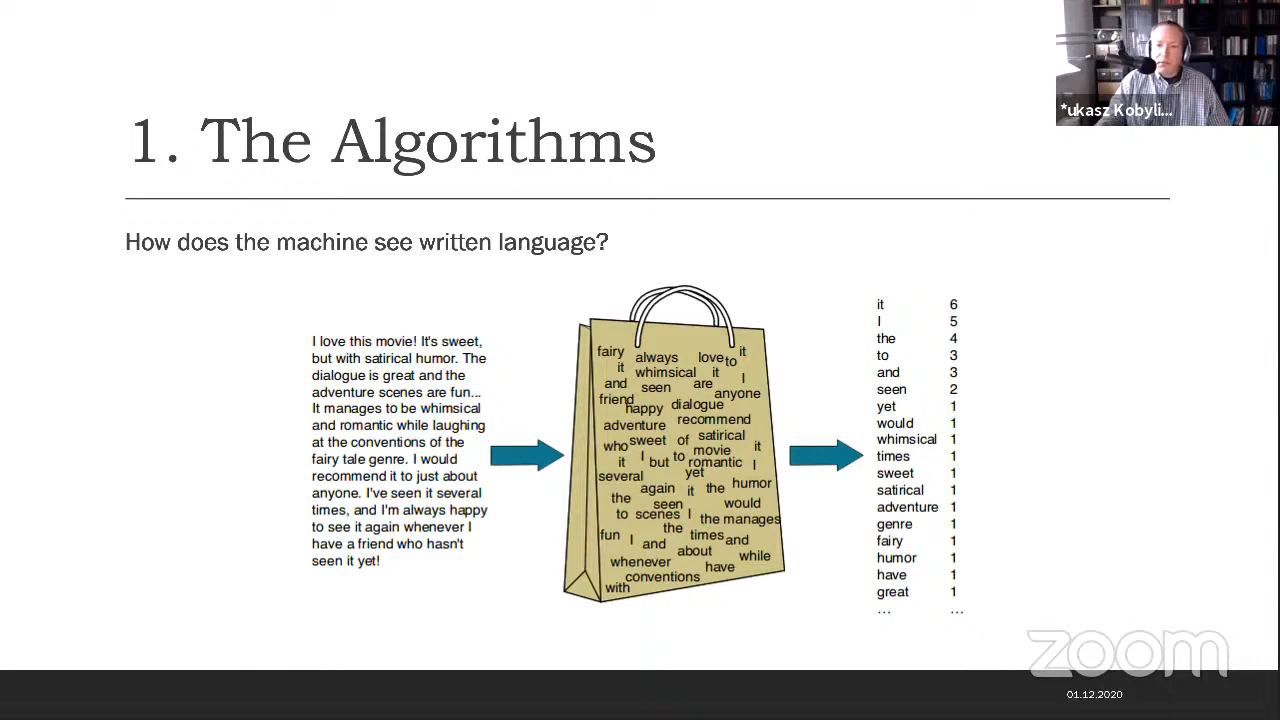 *ukasz Kobyli...
1. The Algorithms
How does the machine see written language?
I love this movie! It's sweet,
but with satirical humor. The
dialogue is great and the
adventure scenes are fun...
It manages to be whimsical
and romantic while laughing
at the conventions of the
fairy tale genre. I would
recommend it to just about
anyone. I've seen it several
times, and I'm always happy
to see it again whenever I
have a friend who hasn't
seen it yet!
fairy always love to it
it whimsical it I
and seen are anyone
friend happy dialogue
adventure recommend
who sweet of satirical
it I but to movie it
several yet romantic I
again it the humor
the seen would
to scenes I the manages
fun the times and
I and about while
whenever have
conventions
with
it 6
I 5
the 4
to 3
and 3
seen 2
yet 1
would 1
whimsical 1
times 1
sweet 1
satirical 1
adventure 1
genre 1
fairy 1
humor 1
have 1
great 1
... ...
zoom
01.12.2020